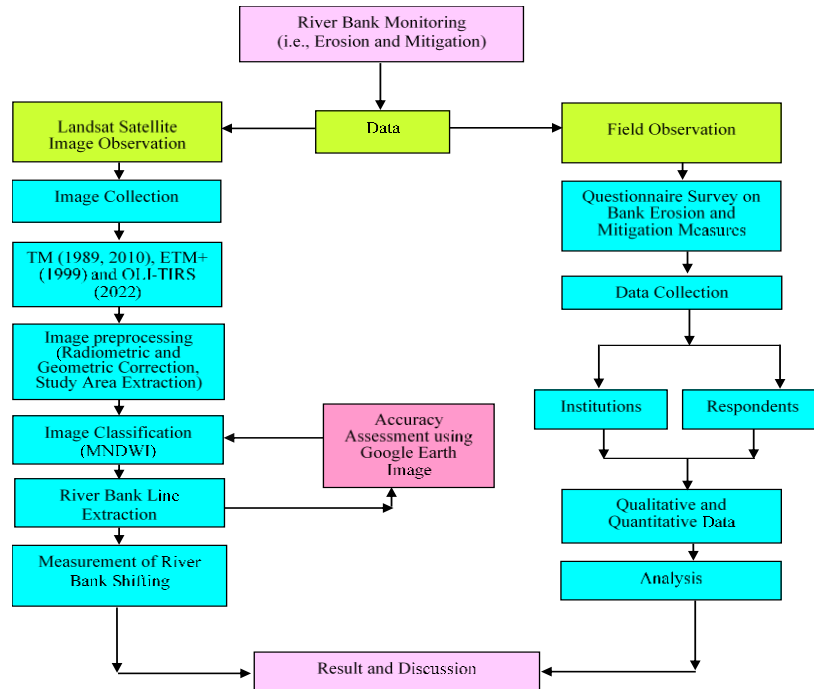 River Bank Monitoring
(i.e., Erosion and Mitigation)
Data
Landsat Satellite
Image Observation
Field Observation
Image Collection
TM (1989, 2010), ETM+
(1999) and OLI-TIRS
(2022)
Image preprocessing
(Radiometric and
Geometric Correction,
Study Area Extraction)
Image Classification
(MNDWI)
Accuracy
Assessment using
Google Earth
Image
River Bank Line
Extraction
Measurement of River
Bank Shifting
Questionnaire Survey on
Bank Erosion and
Mitigation Measures
Data Collection
Institutions
Respondents
Qualitative and
Quantitative Data
Analysis
Result and Discussion